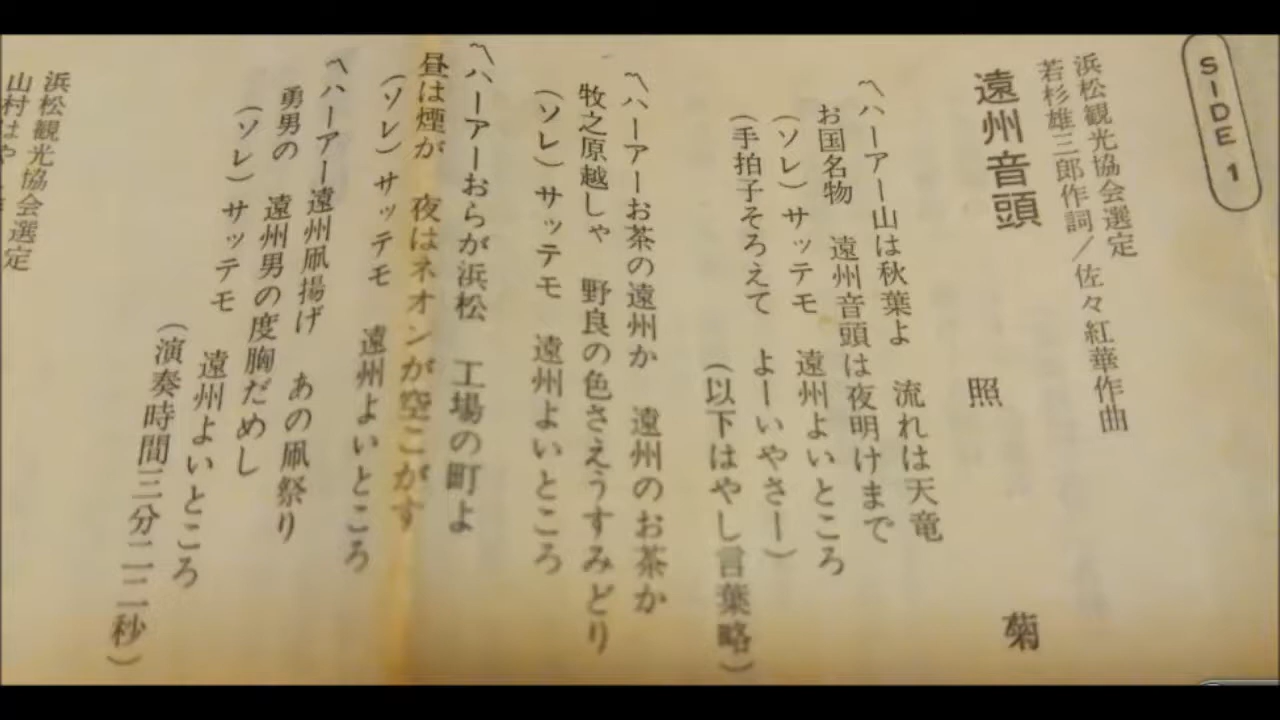 SIDE 1
浜松観光協会選定
若杉雄三郎作詞/佐々紅華作曲
遠州音頭
照 菊
〽ハーアー山は秋葉よ 流れは天竜
お国名物 遠州音頭は夜明けまで
(ソレ)サッテモ 遠州よいところ
(手拍子そろえて よーいやさー)
(以下はやし言葉略)
〽ハーアーお茶の遠州か 遠州のお茶か
牧之原越しゃ 野良の色さえうすみどり
(ソレ)サッテモ 遠州よいところ
〽ハーアーおらが浜松 工場の町よ
昼は煙が 夜はネオンが空こがす
(ソレ)サッテモ 遠州よいところ
〽ハーアー遠州凧揚げ あの凧祭り
勇男の 遠州男の度胸だめし
(ソレ)サッテモ 遠州よいところ
(演奏時間三分二二秒)
浜松観光協会選定
山村はや